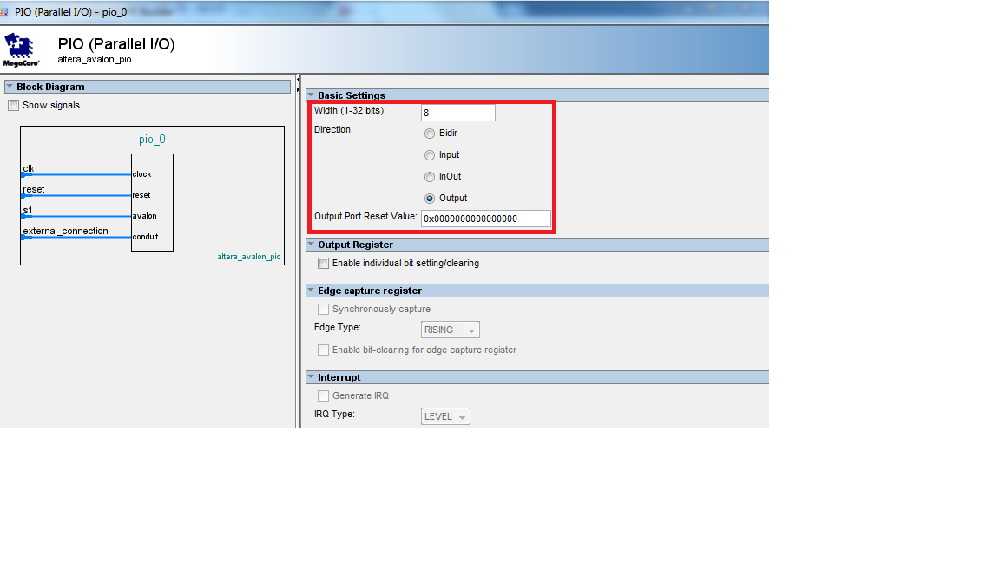 PIO (Parallel I/O) - pio_0
PIO (Parallel I/O)
altera_avalon_pio
MegaCore®
Block Diagram
Show signals
pio_0
clk
clock
reset
reset
s1
avalon
external_connection
conduit
altera_avalon_pio
Basic Settings
Width (1-32 bits): 8
Direction:
Bidir
Input
InOut
Output
Output Port Reset Value: 0x0000000000000000
Output Register
Enable individual bit setting/clearing
Edge capture register
Synchronously capture
Edge Type: RISING
Enable bit-clearing for edge capture register
Interrupt
Generate IRQ
IRQ Type: LEVEL